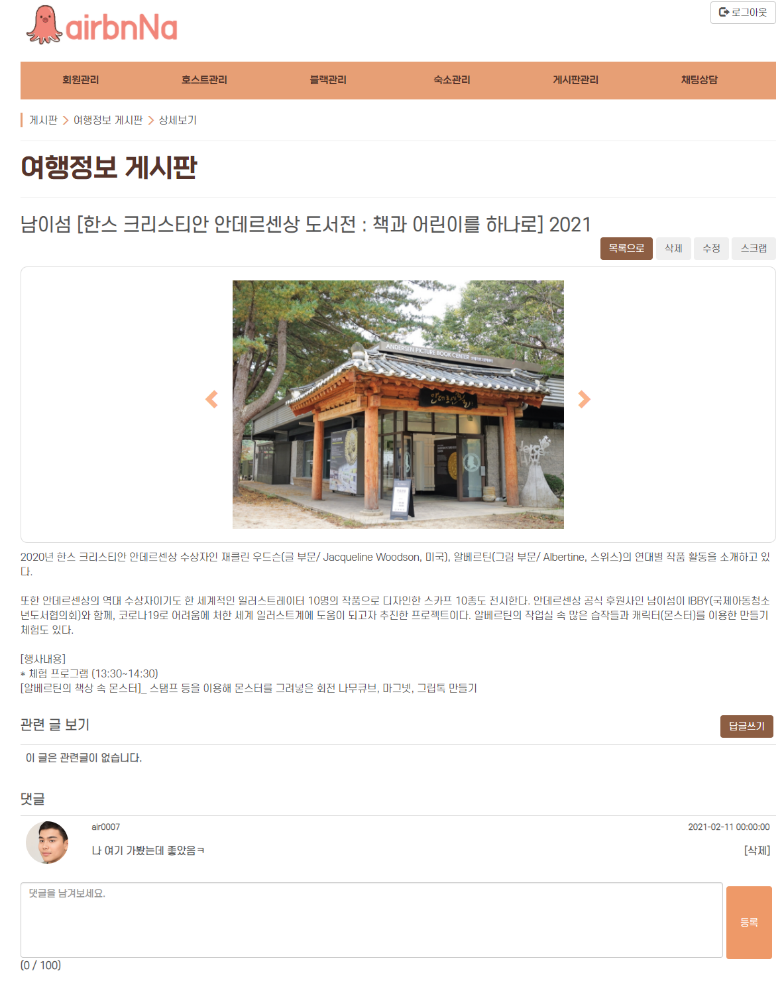 airbnNa
로그아웃
회원관리 호스트관리 블랙관리 숙소관리 게시판관리 채팅상담
게시판 > 여행정보 게시판 > 상세보기
여행정보 게시판
남이섬 [한스 크리스티안 안데르센상 도서전 : 책과 어린이를 하나로] 2021
목록으로 삭제 수정 스크랩
ANDERSEN PICTURE BOOK CENTER
안데르센홀
2020년 한스 크리스티안 안데르센상 수상자인 재클린 우드슨(글 부문/ Jacqueline Woodson, 미국), 알베르틴(그림 부문/ Albertine, 스위스)의 연대별 작품 활동을 소개하고 있
다.
또한 안데르센상의 역대 수상자이기도 한 세계적인 일러스트레이터 10명의 작품으로 디자인한 스카프 10종도 전시한다. 안데르센상 공식 후원사인 남이섬이 IBBY(국제아동청소
년도서협의회)와 함께, 코로나19로 어려움에 처한 세계 일러스트계에 도움이 되고자 추진한 프로젝트이다. 알베르틴의 작업실 속 많은 습작들과 캐릭터(몬스터)를 이용한 만들기
체험도 있다.
[행사내용]
* 체험 프로그램 (13:30~14:30)
[알베르틴의 책상 속 몬스터]_ 스탬프 등을 이용해 몬스터를 그려넣은 회전 나무큐브, 마그넷, 그립톡 만들기
관련 글 보기
답글쓰기
이 글은 관련글이 없습니다.
댓글
air0007 2021-02-11 00:00:00
나 여기 가봤는데 좋았음ㅋ [삭제]
댓글을 남겨보세요.
등록
(0 / 100)